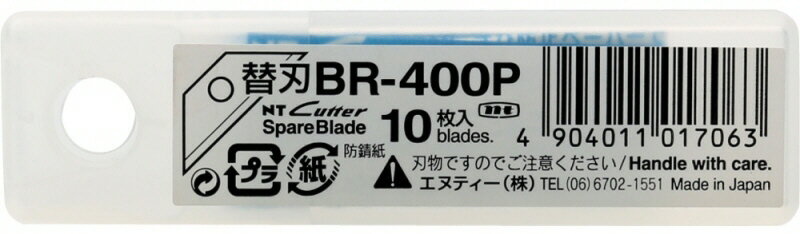 替刃BR-400P
NT Cutter
Spare Blade
10枚入
blades.
4 904011 017063
プラ
紙
防錆紙
刃物ですのでご注意ください/Handle with care.
エヌティー(株) TEL(06)6702-1551 Made in Japan